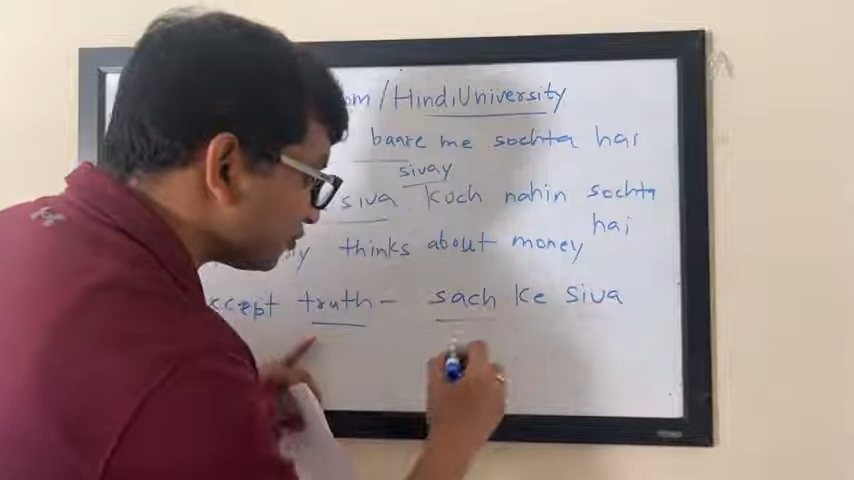 om/HindiUniversity
baare me sochta hai
sivay
siva kuch nahin sochta
hai
ly thinks about money
xcept truth - sach ke siva